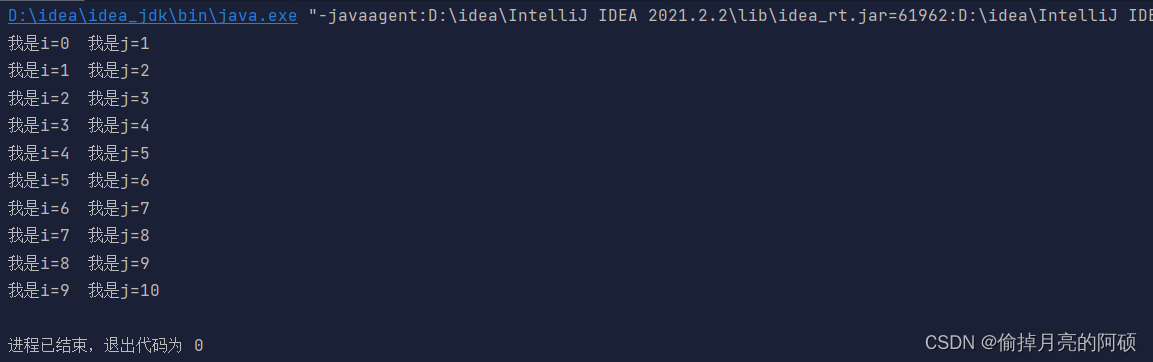 D:\idea\idea_jdk\bin\java.exe "-javaagent:D:\idea\IntelliJ IDEA 2021.2.2\lib\idea_rt.jar=61962:D:\idea\IntelliJ IDE
我是i=0  我是j=1
我是i=1  我是j=2
我是i=2  我是j=3
我是i=3  我是j=4
我是i=4  我是j=5
我是i=5  我是j=6
我是i=6  我是j=7
我是i=7  我是j=8
我是i=8  我是j=9
我是i=9  我是j=10
进程已结束，退出代码为 0
CSDN @偷掉月亮的阿硕